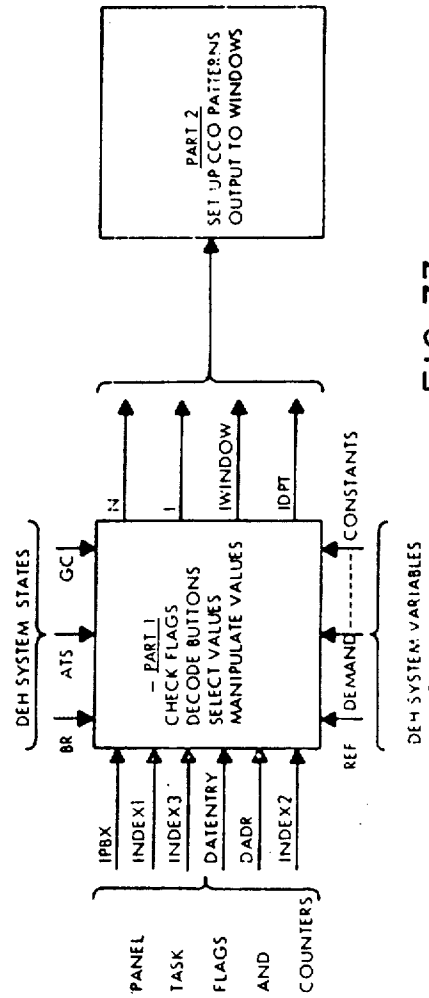 DEH SYSTEM STATES
BR ATS GC
PANEL
TASK
FLAGS
AND
COUNTERS
IPBX
INDEX1
INDEX3
DATENTRY
DADR
INDEX2
PART 1
CHECK FLAGS
DECODE BUTTONS
SELECT VALUES
MANIPULATE VALUES
N
I
IWINDOW
IDPT
PART 2
SET UP CCO PATTERNS
OUTPUT TO WINDOWS
REF DEMAND CONSTANTS
DEH SYSTEM VARIABLES